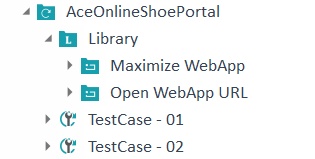 AceOnlineShoePortal
L Library
Maximize WebApp
Open WebApp URL
TestCase - 01
TestCase - 02